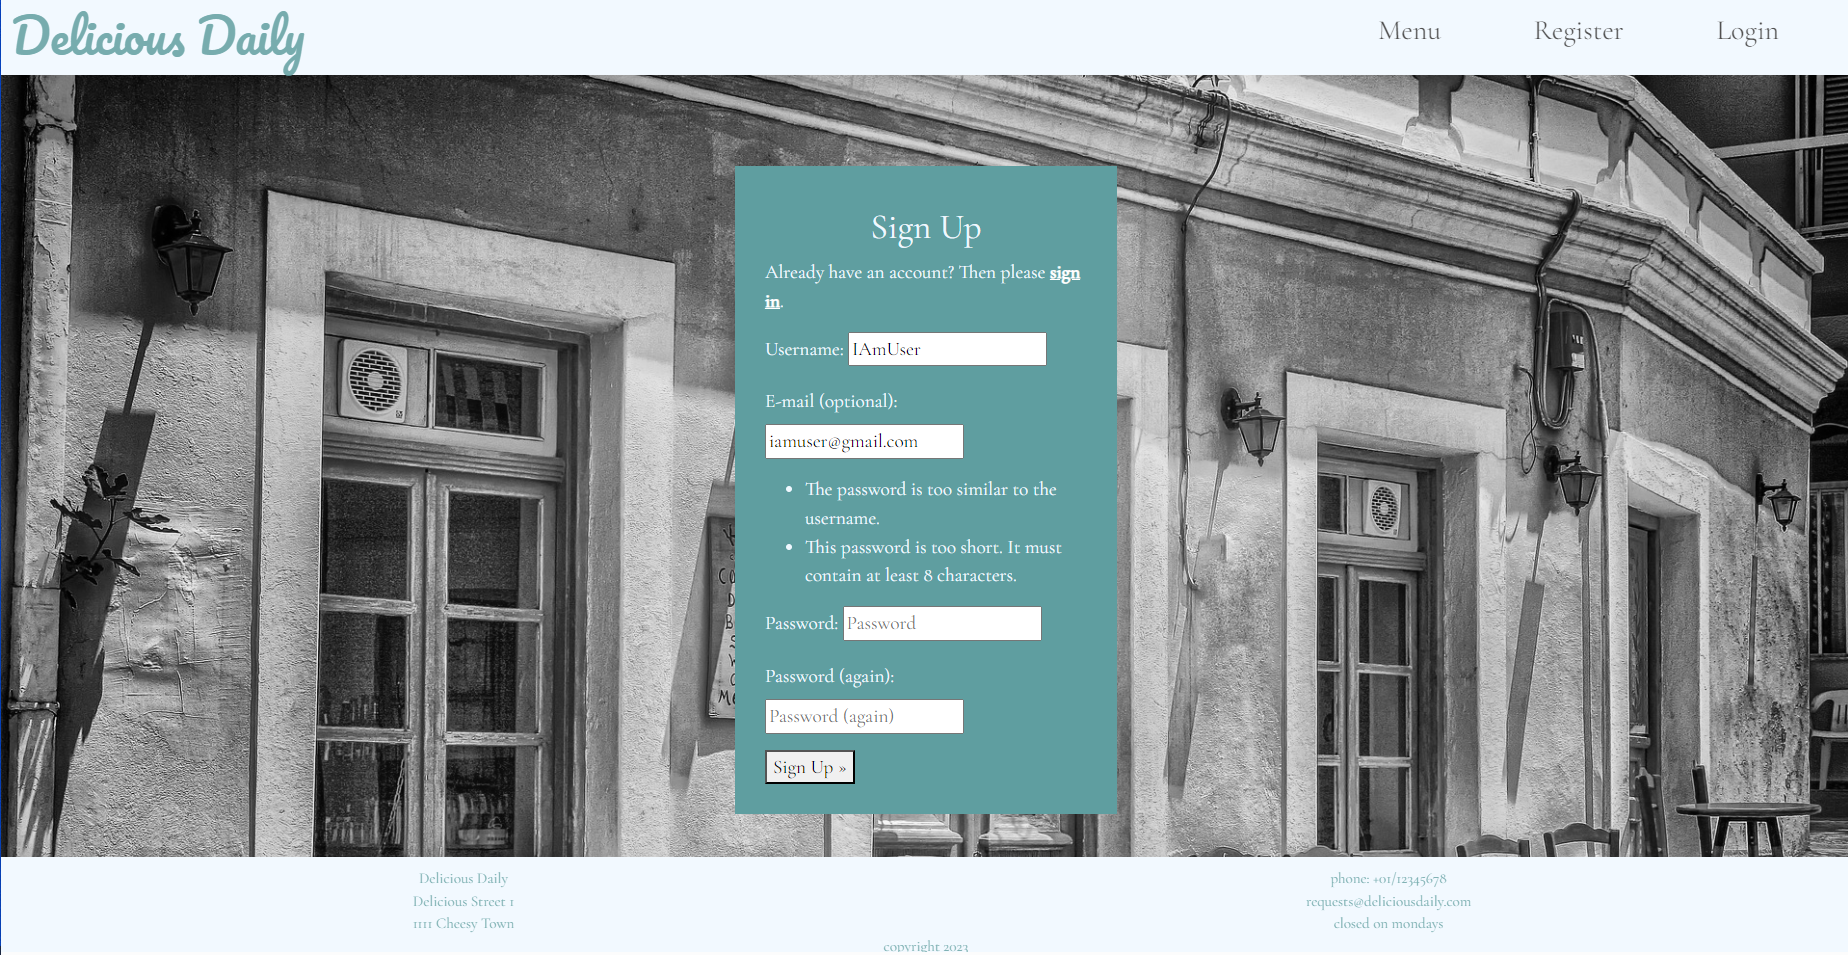 Delicious Daily
Menu
Register
Login
Sign Up
Already have an account? Then please sign
in.
Username: IAmUser
E-mail (optional):
iamuser@gmail.com
• The password is too similar to the
username.
• This password is too short. It must
contain at least 8 characters.
Password: Password
Password (again):
Password (again)
Sign Up »
Delicious Daily
Delicious Street 1
1111 Cheesy Town
phone: +01/12345678
requests@deliciousdaily.com
closed on mondays
copyright 2023